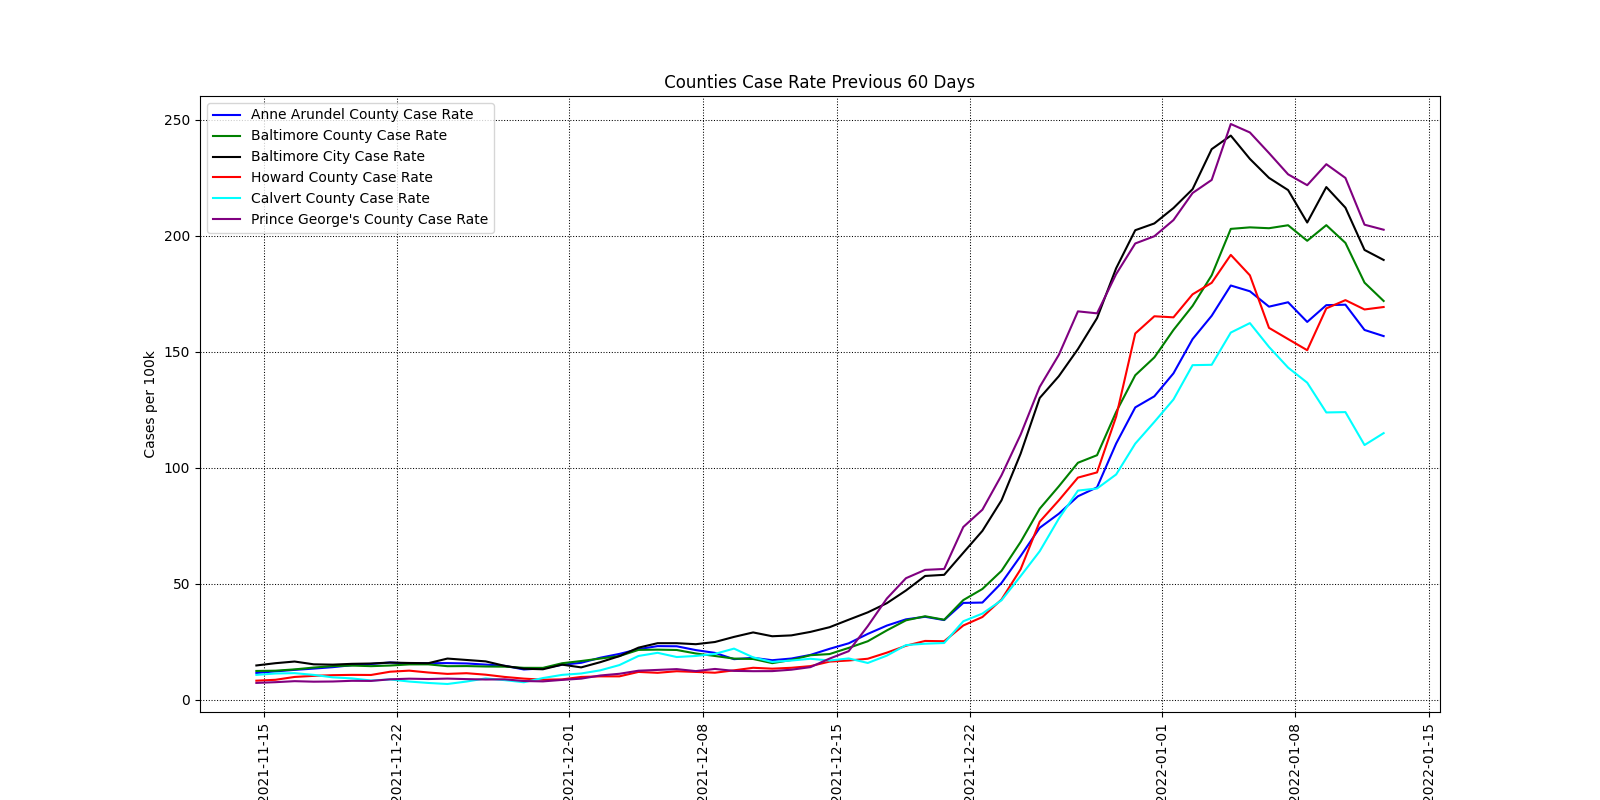 Counties Case Rate Previous 60 Days
Anne Arundel County Case Rate
Baltimore County Case Rate
Baltimore City Case Rate
Howard County Case Rate
Calvert County Case Rate
Prince George's County Case Rate
Cases per 100k
250
200
150
100
50
0
2021-11-15
2021-11-22
2021-12-01
2021-12-08
2021-12-15
2021-12-22
2022-01-01
2022-01-08
2022-01-15